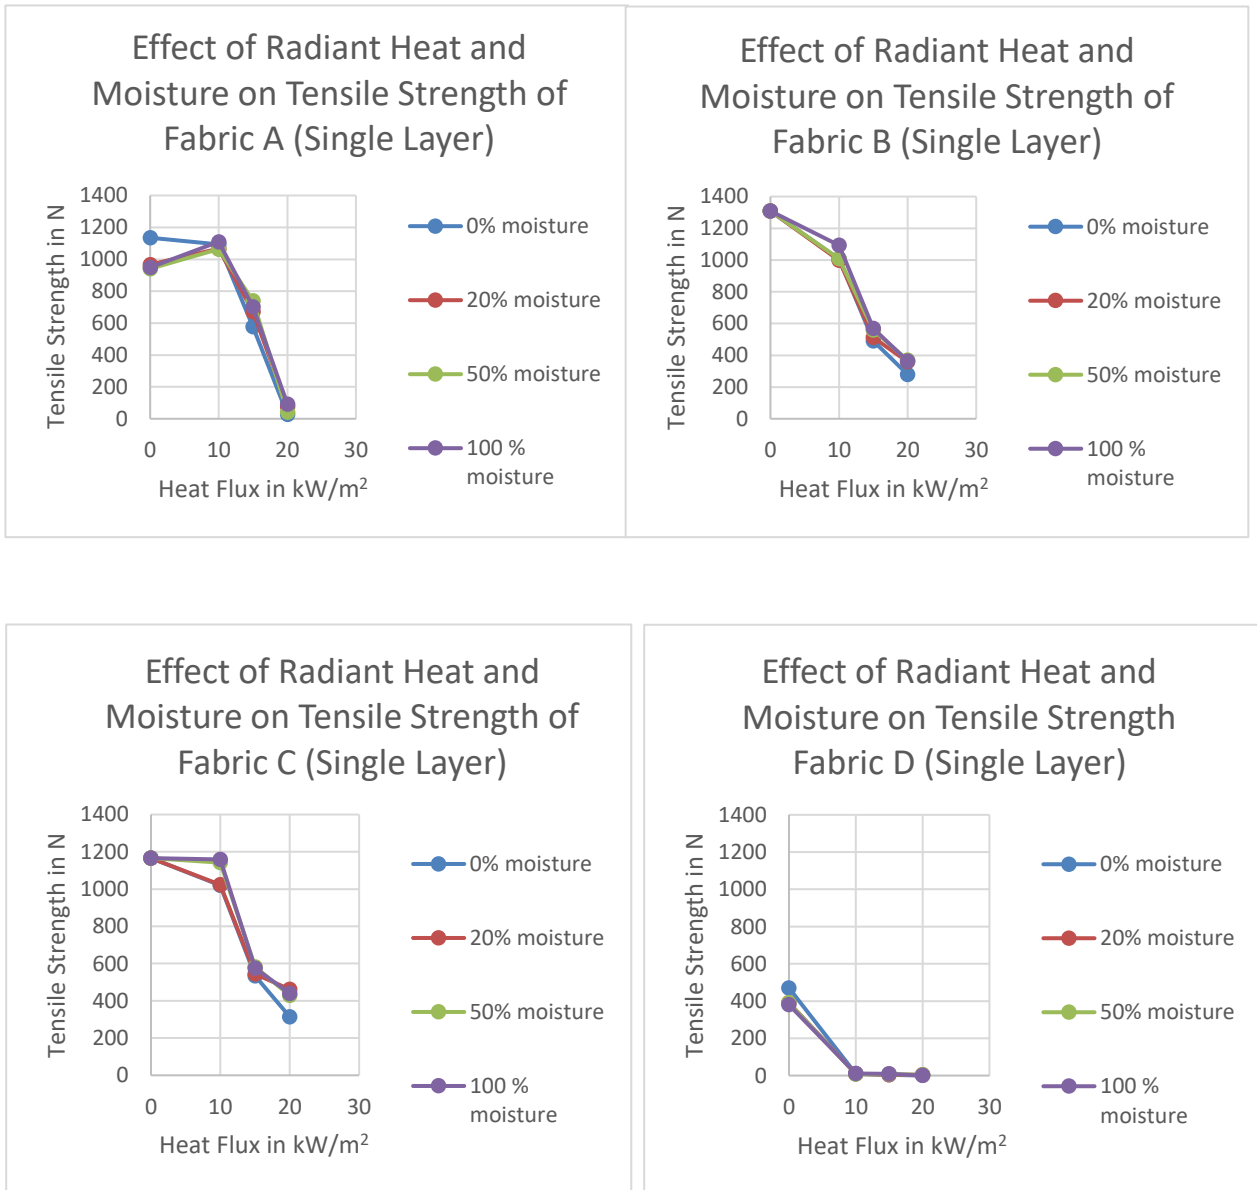 Effect of Radiant Heat and
Moisture on Tensile Strength of
Fabric A (Single Layer)
Tensile Strength in N
1400
1200
1000
800
600
400
200
0
0 10 20 30
Heat Flux in kW/m²
0% moisture
20% moisture
50% moisture
100 %
moisture
Effect of Radiant Heat and
Moisture on Tensile Strength of
Fabric B (Single Layer)
Tensile Strength in N
1400
1200
1000
800
600
400
200
0
0 10 20 30
Heat Flux in kW/m²
0% moisture
20% moisture
50% moisture
100 %
moisture
Effect of Radiant Heat and
Moisture on Tensile Strength of
Fabric C (Single Layer)
Tensile Strength in N
1400
1200
1000
800
600
400
200
0
0 10 20 30
Heat Flux in kW/m²
0% moisture
20% moisture
50% moisture
100 %
moisture
Effect of Radiant Heat and
Moisture on Tensile Strength
Fabric D (Single Layer)
Tensile Strength in N
1400
1200
1000
800
600
400
200
0
0 10 20 30
Heat Flux in kW/m²
0% moisture
20% moisture
50% moisture
100 %
moisture